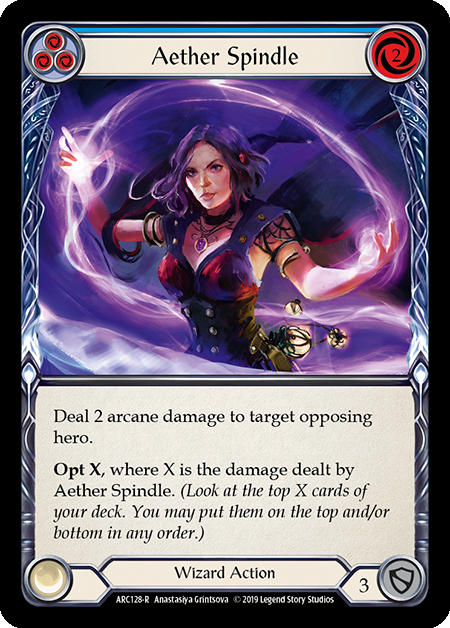 Aether Spindle
2
Deal 2 arcane damage to target opposing
hero.
Opt X, where X is the damage dealt by
Aether Spindle. (Look at the top X cards of
your deck. You may put them on the top and/or
bottom in any order.)
Wizard Action
3
ARC128-R Anastasiya Grintsova © 2019 Legend Story Studios